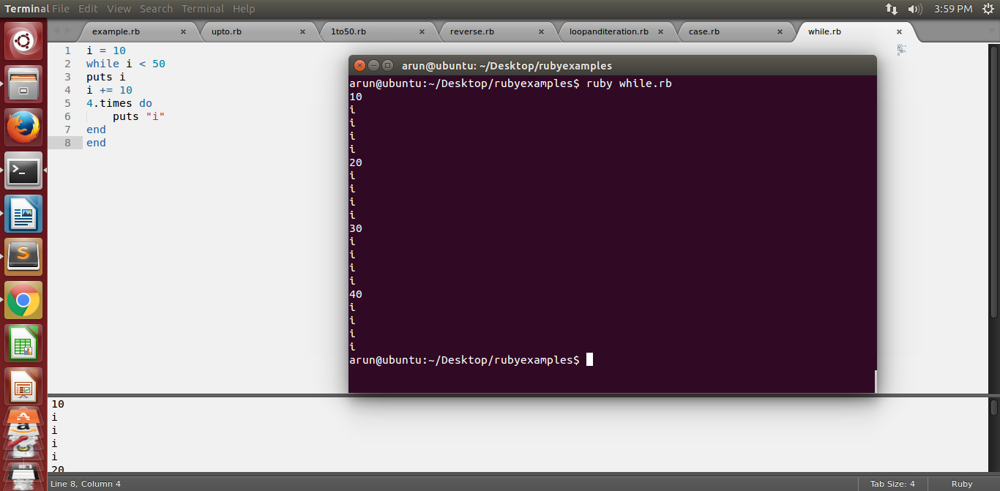 Terminal File Edit View Search Terminal Help 3:59 PM
example.rb upto.rb 1to50.rb reverse.rb loopanditeration.rb case.rb while.rb
1 i = 10
2 while i < 50
3 puts i
4 i += 10
5 4.times do
6 puts "i"
7 end
8 end
arun@ubuntu: ~/Desktop/rubyexamples
arun@ubuntu:~/Desktop/rubyexamples$ ruby while.rb
10
i
i
i
i
20
i
i
i
i
30
i
i
i
i
40
i
i
i
i
arun@ubuntu:~/Desktop/rubyexamples$
10
i
i
i
i
20
Line 8, Column 4 Tab Size: 4 Ruby